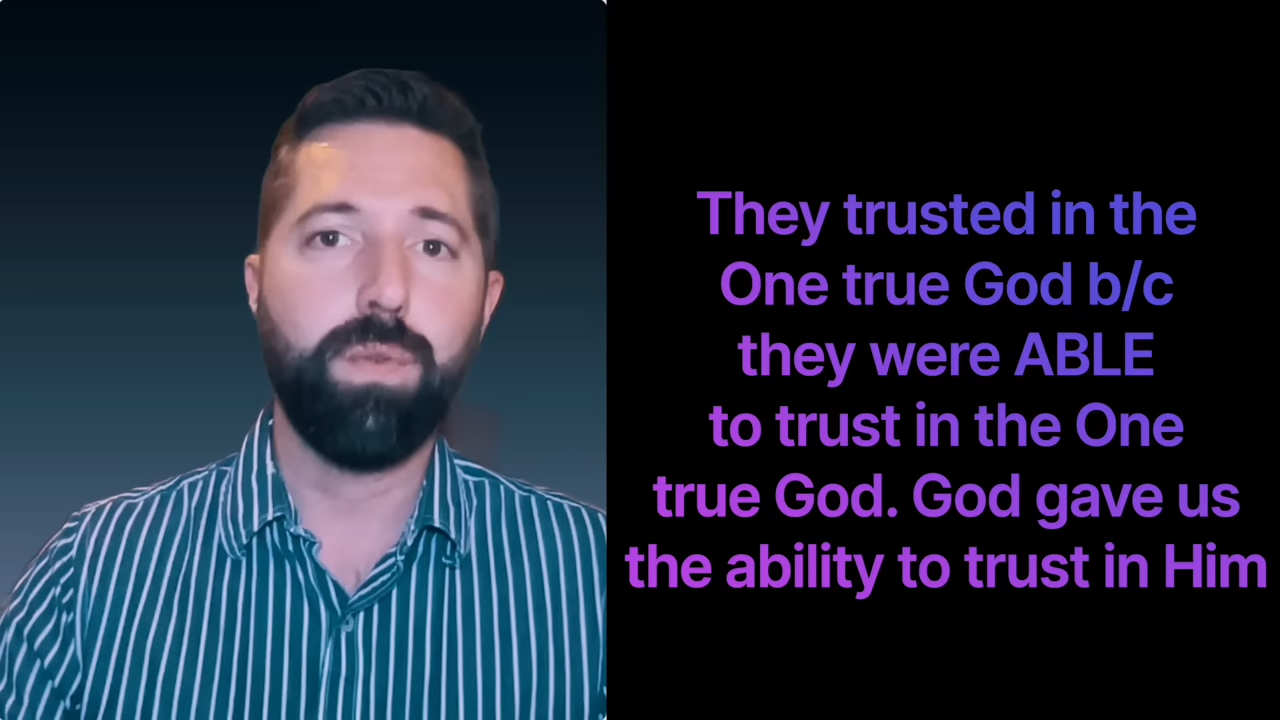 They trusted in the
One true God b/c
they were ABLE
to trust in the One
true God. God gave us
the ability to trust in Him